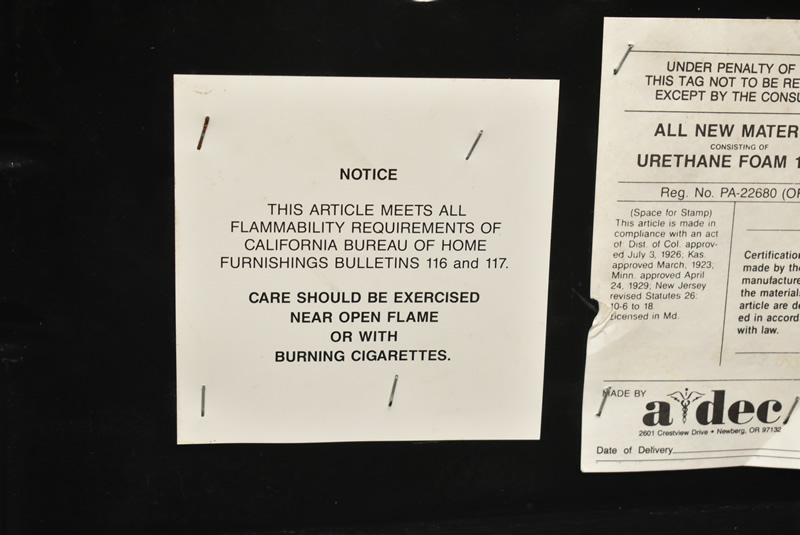 NOTICE
THIS ARTICLE MEETS ALL
FLAMMABILITY REQUIREMENTS OF
CALIFORNIA BUREAU OF HOME
FURNISHINGS BULLETINS 116 and 117.
CARE SHOULD BE EXERCISED
NEAR OPEN FLAME
OR WITH
BURNING CIGARETTES.
UNDER PENALTY OF
THIS TAG NOT TO BE RE
EXCEPT BY THE CONSU
ALL NEW MATER
CONSISTING OF
URETHANE FOAM 1
Reg. No. PA-22680 (OR
(Space for Stamp)
This article is made in
compliance with an act
of Dist. of Col. approv-
ed July 3, 1926; Kas.
approved March, 1923;
Minn. approved April
24, 1929; New Jersey
revised Statutes 26:
10-6 to 18.
Licensed in Md.
Certification
made by the
manufacture
the material
article are de
ed in accord
with law.
MADE BY
a dec
2601 Crestview Drive • Newberg, OR 97132
Date of Delivery